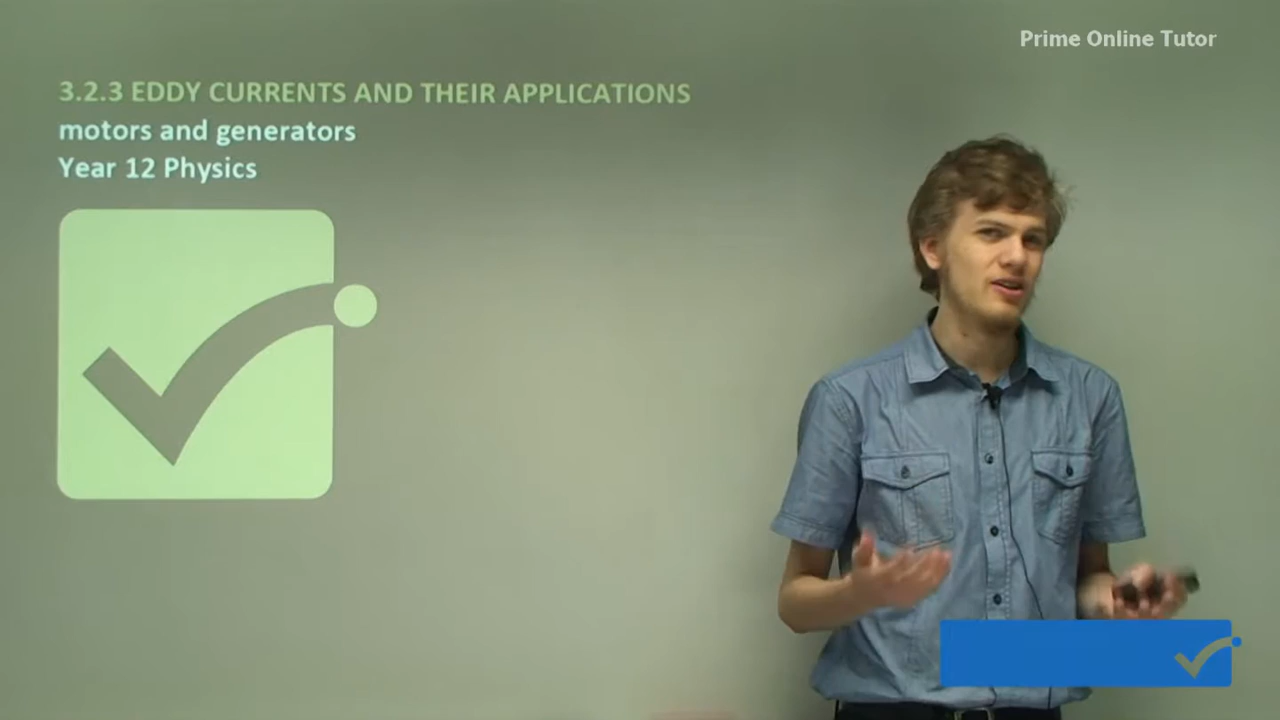 Prime Online Tutor
3.2.3 EDDY CURRENTS AND THEIR APPLICATIONS
motors and generators
Year 12 Physics